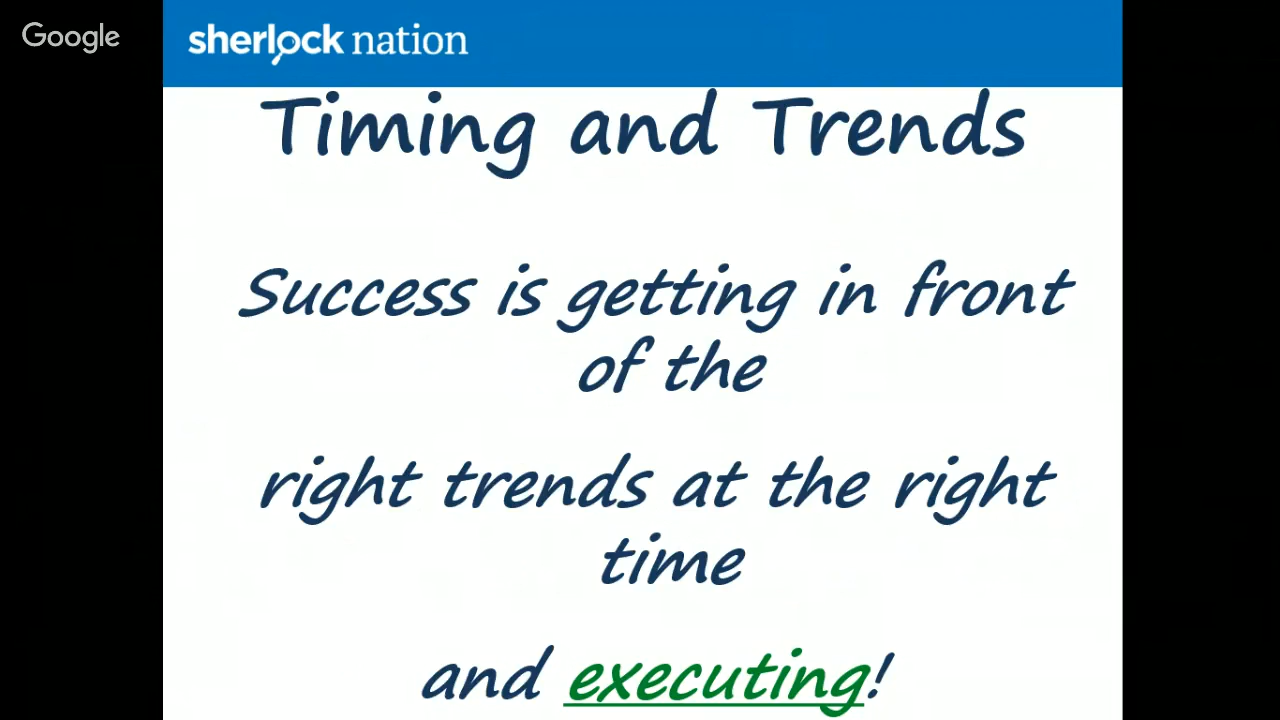 Google
sherlock nation
Timing and Trends
Success is getting in front
of the
right trends at the right
time
and executing!